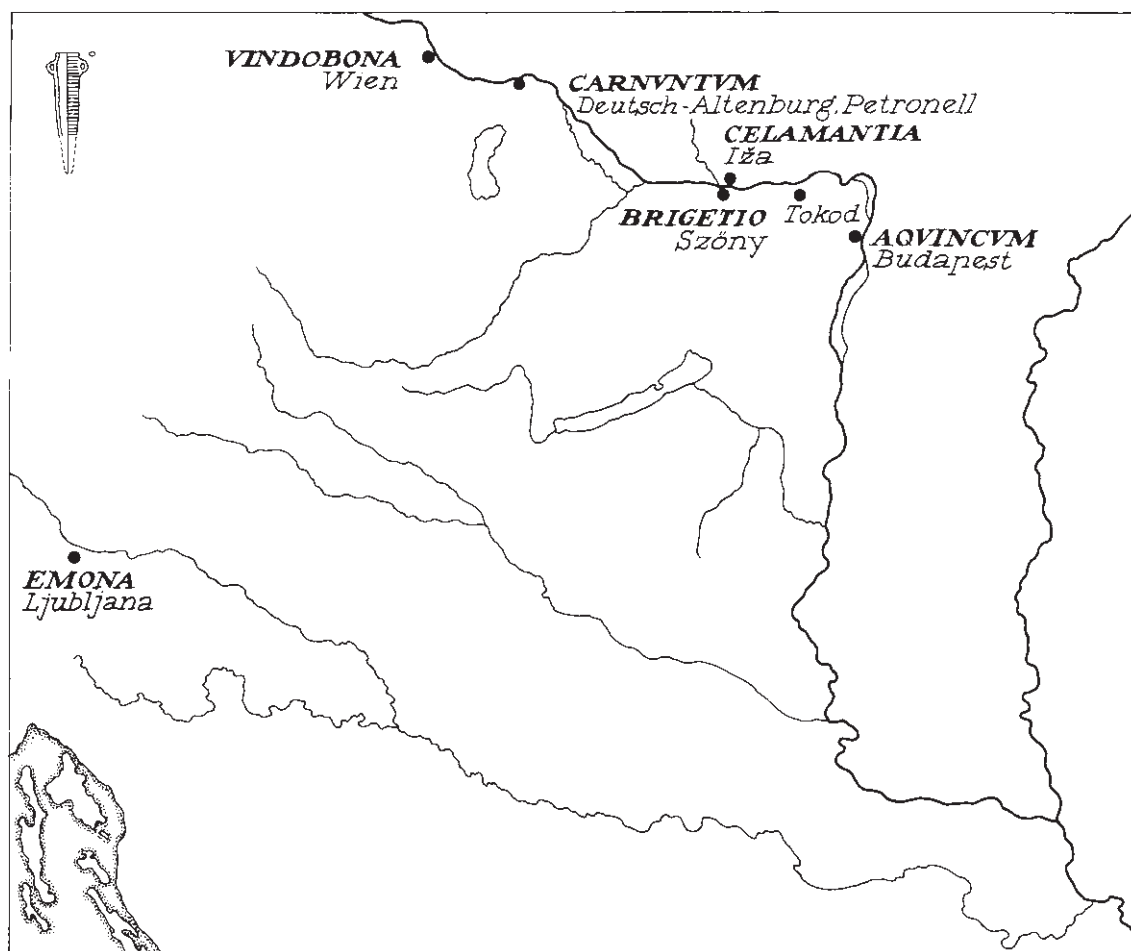 VINDOBONA
Wien
CARNVNTVM
Deutsch-Altenburg, Petronell
CELAMANTIA
Iža
BRIGETIO
Szőny
Tokod
AQVINCVM
Budapest
EMONA
Ljubljana